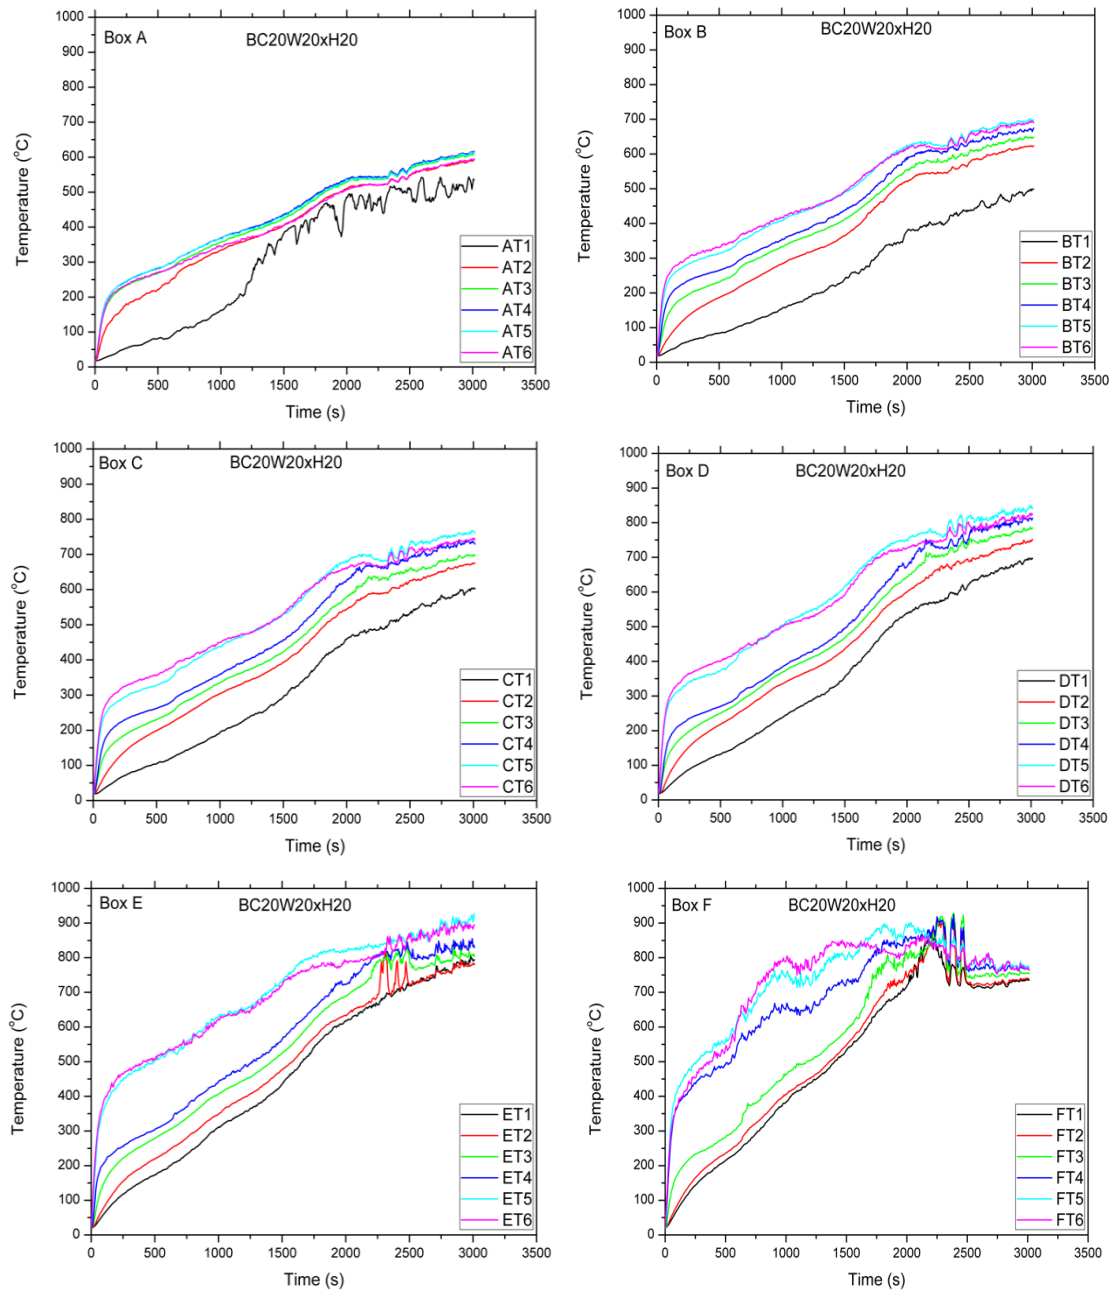 Box A
BC20W20xH20
1000
900
800
700
600
500
400
300
200
100
0
Temperature (°C)
AT1
AT2
AT3
AT4
AT5
AT6
0 500 1000 1500 2000 2500 3000 3500
Time (s)
Box B
BC20W20xH20
1000
900
800
700
600
500
400
300
200
100
0
Temperature (°C)
BT1
BT2
BT3
BT4
BT5
BT6
0 500 1000 1500 2000 2500 3000 3500
Time (s)
Box C
BC20W20xH20
1000
900
800
700
600
500
400
300
200
100
0
Temperature (°C)
CT1
CT2
CT3
CT4
CT5
CT6
0 500 1000 1500 2000 2500 3000 3500
Time (s)
Box D
BC20W20xH20
1000
900
800
700
600
500
400
300
200
100
0
Temperature (°C)
DT1
DT2
DT3
DT4
DT5
DT6
0 500 1000 1500 2000 2500 3000 3500
Time (s)
Box E
BC20W20xH20
1000
900
800
700
600
500
400
300
200
100
0
Temperature (°C)
ET1
ET2
ET3
ET4
ET5
ET6
0 500 1000 1500 2000 2500 3000 3500
Time (s)
Box F
BC20W20xH20
1000
900
800
700
600
500
400
300
200
100
0
Temperature (°C)
FT1
FT2
FT3
FT4
FT5
FT6
0 500 1000 1500 2000 2500 3000 3500
Time (s)